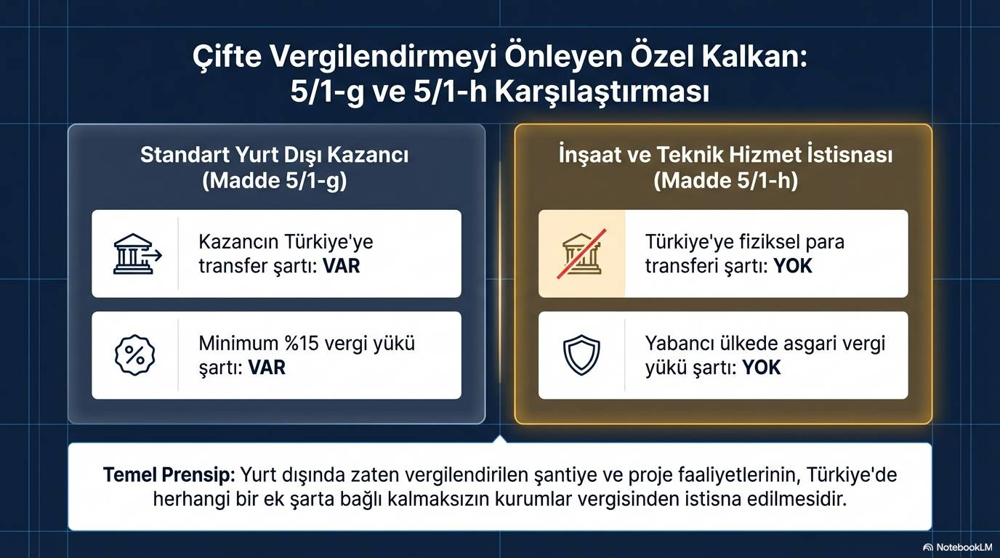 Çifte Vergilendirmeyi Önleyen Özel Kalkan:
5/1-g ve 5/1-h Karşılaştırması
Standart Yurt Dışı Kazancı
(Madde 5/1-g)
Kazancın Türkiye'ye
transfer şartı: VAR
Minimum %15 vergi yükü
şartı: VAR
İnşaat ve Teknik Hizmet İstisnası
(Madde 5/1-h)
Türkiye'ye fiziksel para
transferi şartı: YOK
Yabancı ülkede asgari vergi
yükü şartı: YOK
Temel Prensip: Yurt dışında zaten vergilendirilen şantiye ve proje faaliyetlerinin, Türkiye'de
herhangi bir ek şarta bağlı kalmaksızın kurumlar vergisinden istisna edilmesidir.
NotebookLM